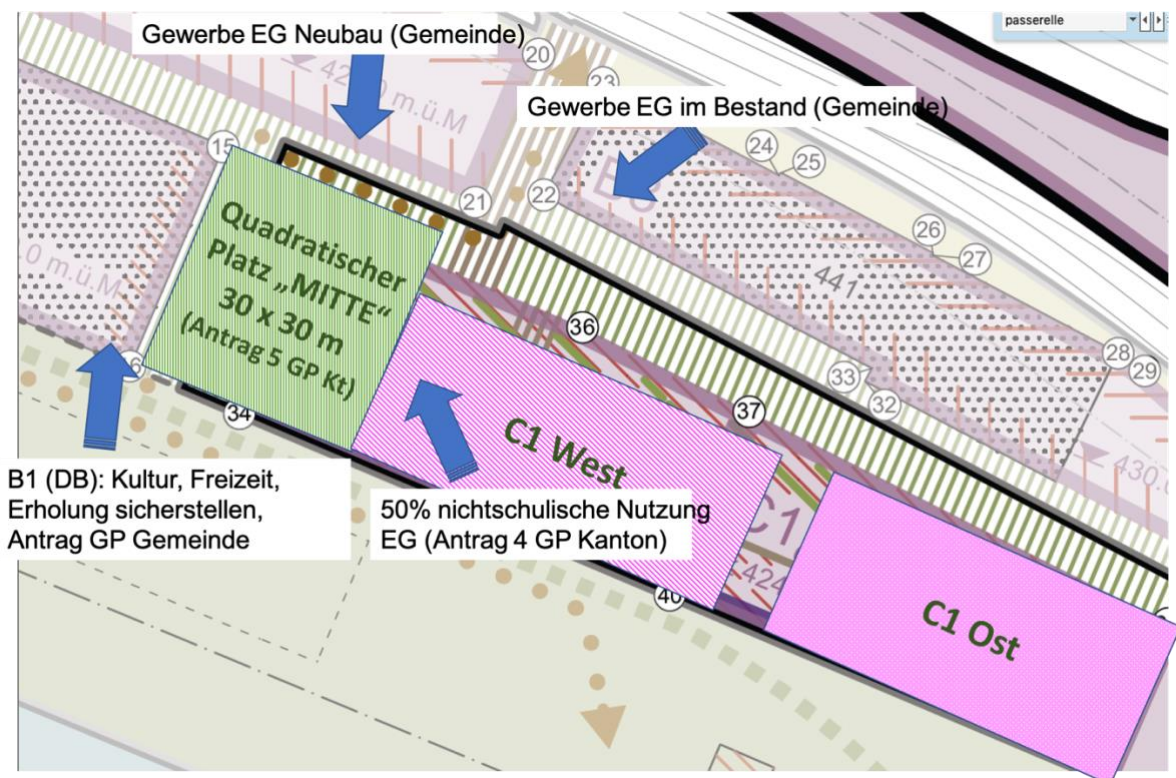 passerelle
Gewerbe EG Neubau (Gemeinde)
20
23
Gewerbe EG im Bestand (Gemeinde)
m.ü.M
15
24
25
22
21
26
27
441
Quadratischer
Platz „MITTE“
30 x 30 m
(Antrag 5 GP Kt)
.0 m.ü.M
36
28
29
33
32
37
34
C1 West
430.
C1
424
40
C1 Ost
B1 (DB): Kultur, Freizeit,
Erholung sicherstellen,
Antrag GP Gemeinde
50% nichtschulische Nutzung
EG (Antrag 4 GP Kanton)